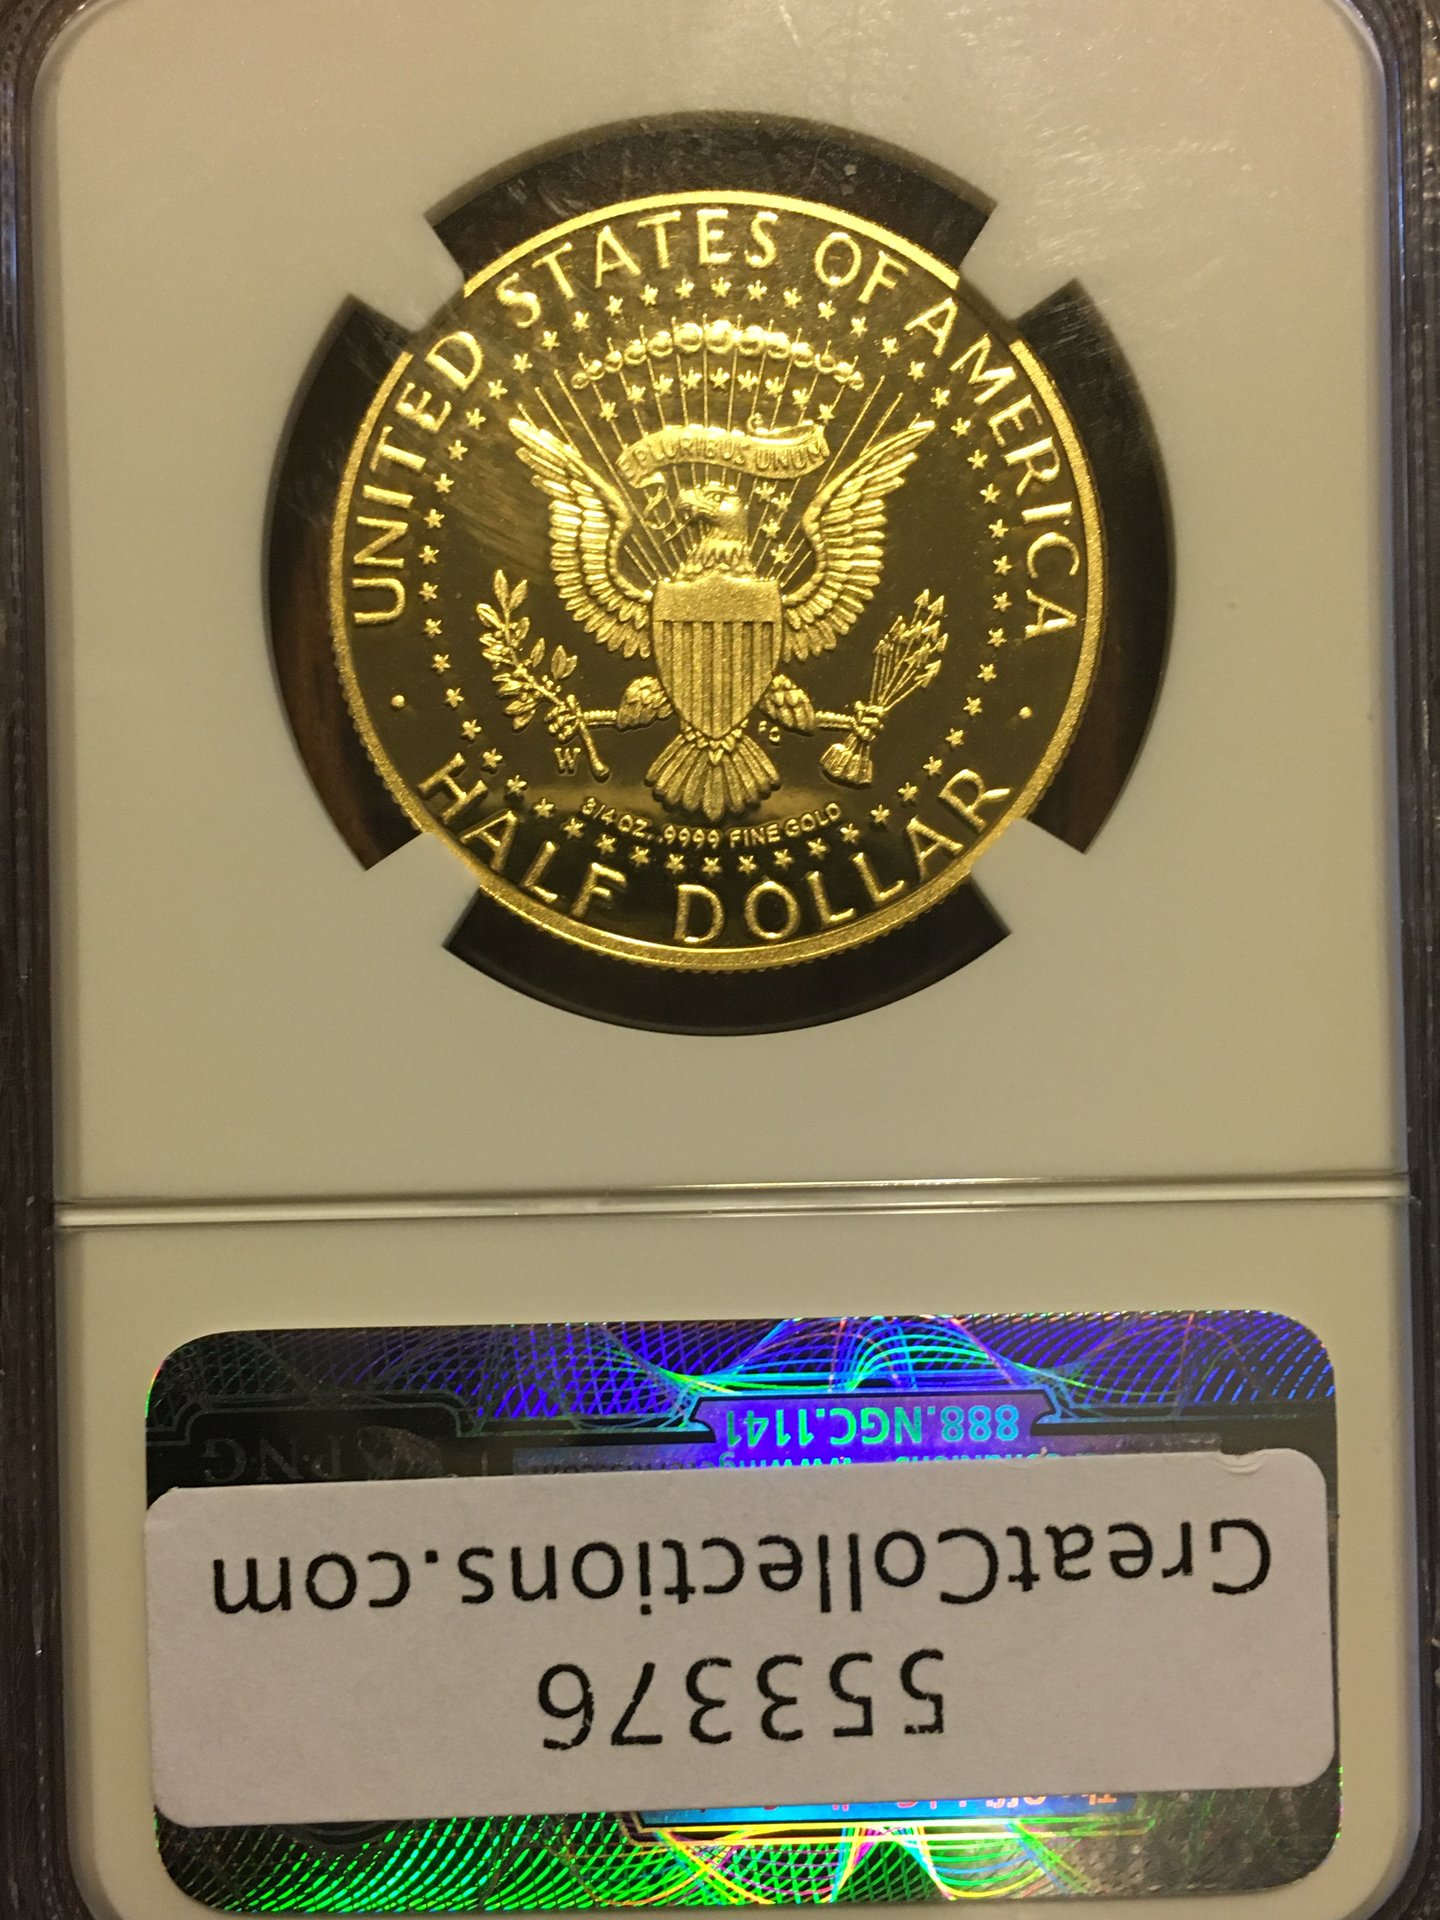 UNITED STATES OF AMERICA
E PLURIBUS UNUM
W
FG
3/4 OZ. .9999 FINE GOLD
HALF DOLLAR
553376
GreatCollections.com
888.NGC.1141